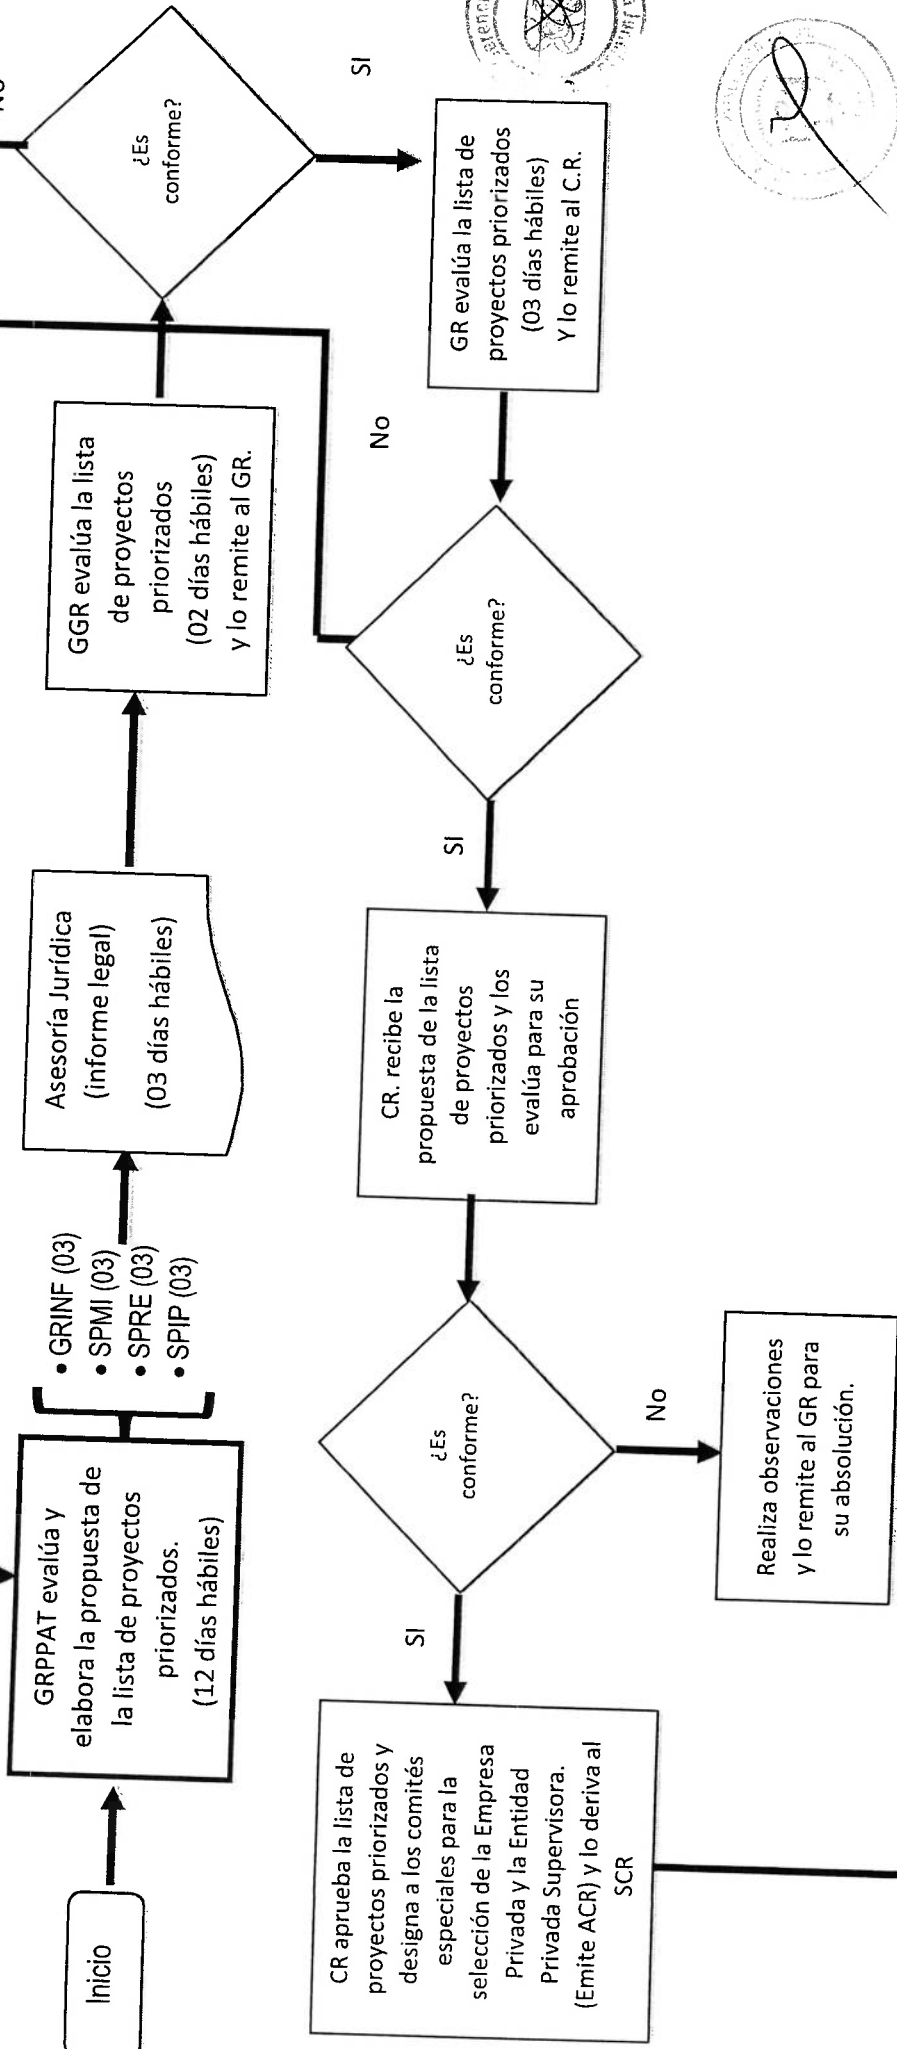 Inicio
GRPPAT evalúa y
elabora la propuesta de
la lista de proyectos
priorizados.
(12 días hábiles)
• GRINF (03)
• SPMI (03)
• SPRE (03)
• SPIP (03)
Asesoría Jurídica
(informe legal)
(03 días hábiles)
GGR evalúa la lista
de proyectos
priorizados
(02 días hábiles)
y lo remite al GR.
¿Es
conforme?
No
SI
GR evalúa la lista de
proyectos priorizados
(03 días hábiles)
Y lo remite al C.R.
¿Es
conforme?
No
SI
CR. recibe la
propuesta de la lista
de proyectos
priorizados y los
evalúa para su
aprobación
¿Es
conforme?
No
Realiza observaciones
y lo remite al GR para
su absolución.
SI
CR aprueba la lista de
proyectos priorizados y
designa a los comités
especiales para la
selección de la Empresa
Privada y la Entidad
Privada Supervisora.
(Emite ACR) y lo deriva al
SCR